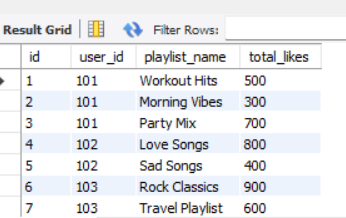 Result Grid Filter Rows:
id user_id playlist_name total_likes
1 101 Workout Hits 500
2 101 Morning Vibes 300
3 101 Party Mix 700
4 102 Love Songs 800
5 102 Sad Songs 400
6 103 Rock Classics 900
7 103 Travel Playlist 600